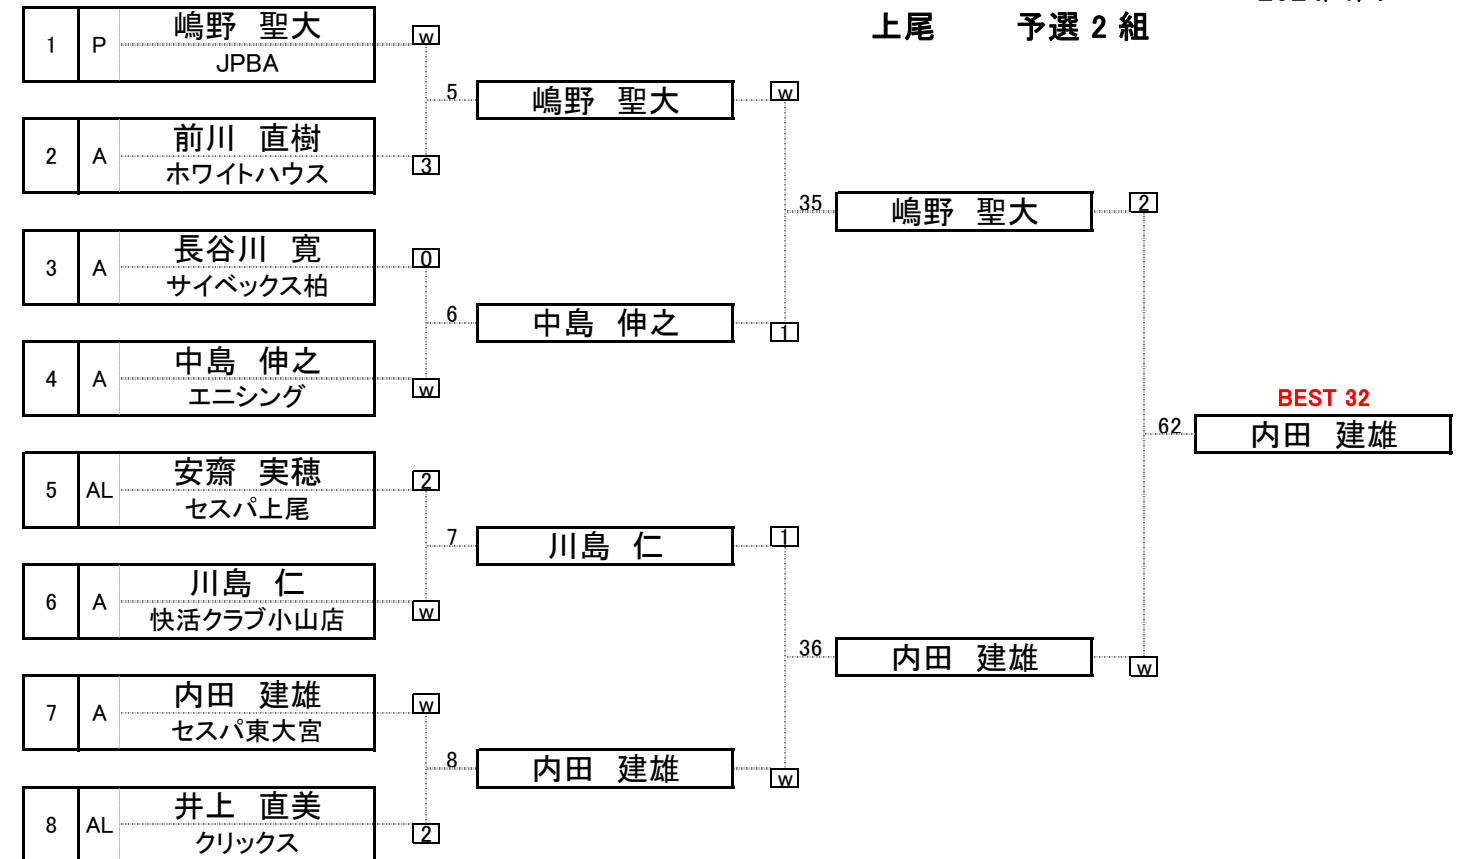 上尾 予選 2 組
1 P 嶋野 聖大 w
JPBA
5 嶋野 聖大 w
2 A 前川 直樹
ホワイトハウス 3
35 嶋野 聖大 2
3 A 長谷川 寛 0
サイベックス柏
6 中島 伸之 1
4 A 中島 伸之
エニシング w
BEST 32
62 内田 建雄
5 AL 安齋 実穂 2
セスパ上尾
7 川島 仁 1
6 A 川島 仁
快活クラブ小山店 w
36 内田 建雄 w
7 A 内田 建雄 w
セスパ東大宮
8 内田 建雄 w
8 AL 井上 直美
クリックス 2